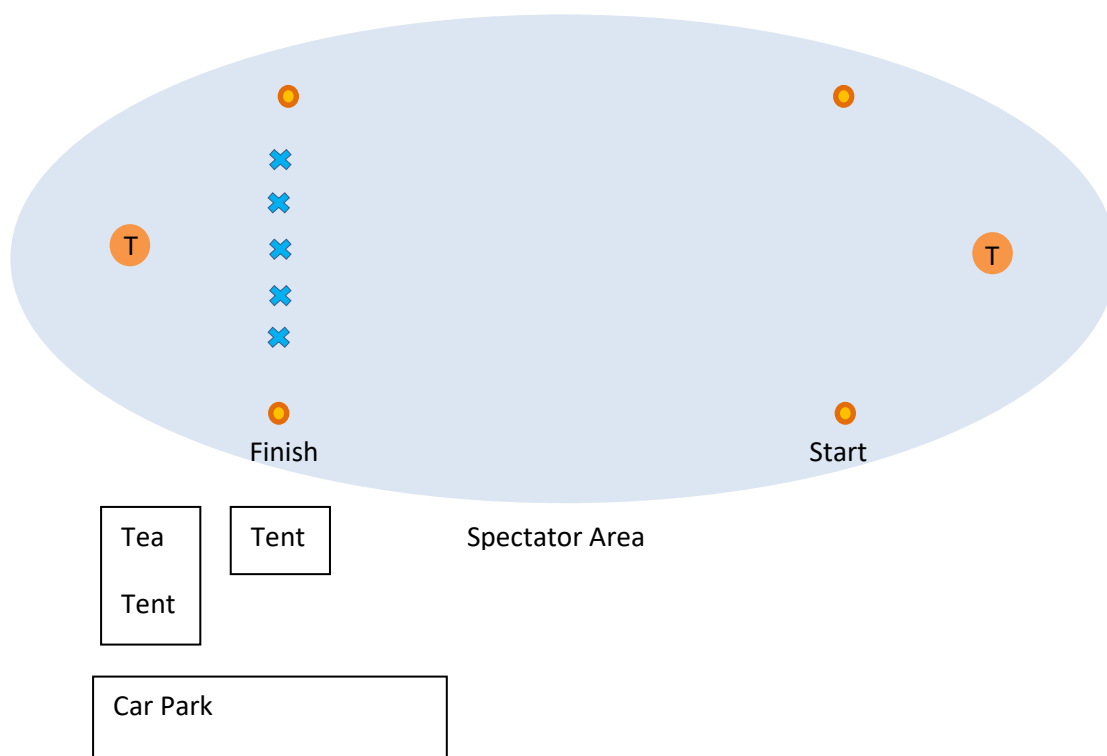 T
T
Finish
Start
Tea
Tent
Tent
Spectator Area
Car Park